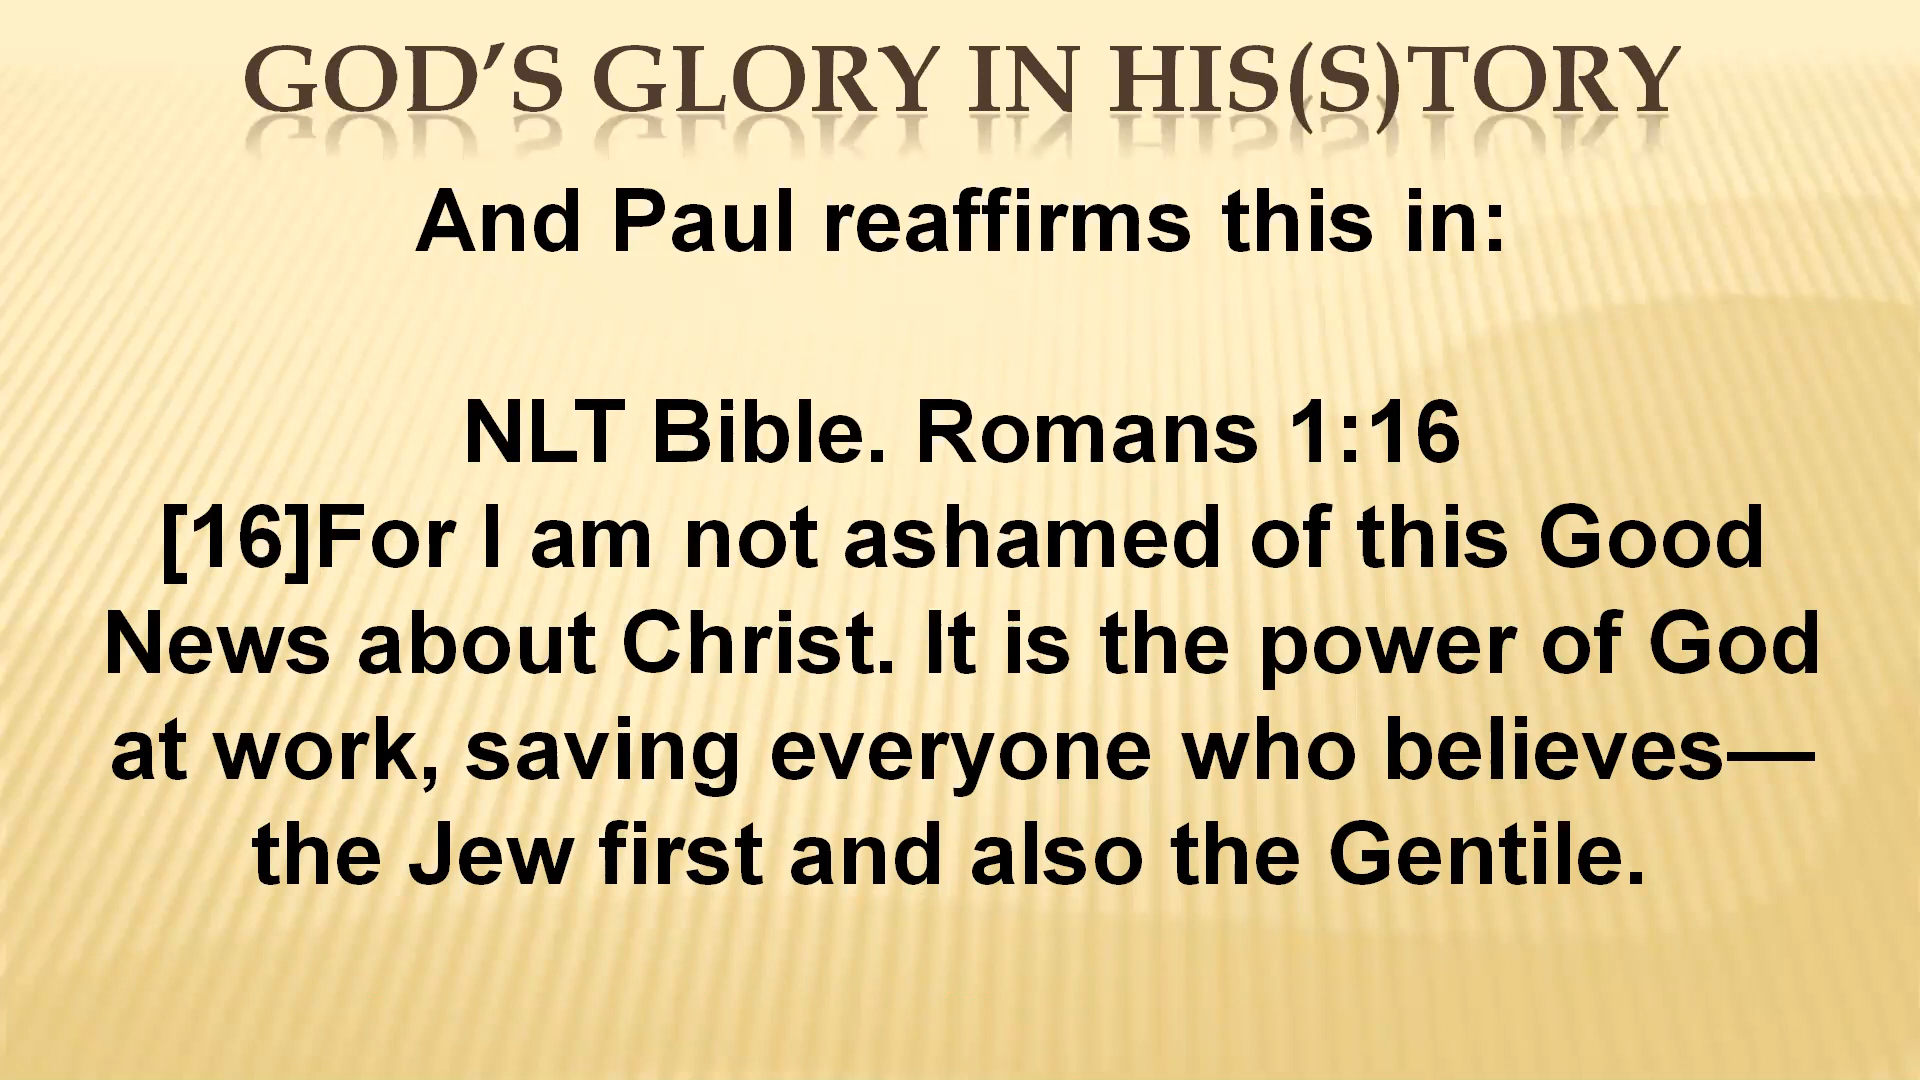 GOD’S GLORY IN HIS(S)TORY
And Paul reaffirms this in:
NLT Bible. Romans 1:16
[16]For I am not ashamed of this Good
News about Christ. It is the power of God
at work, saving everyone who believes—
the Jew first and also the Gentile.